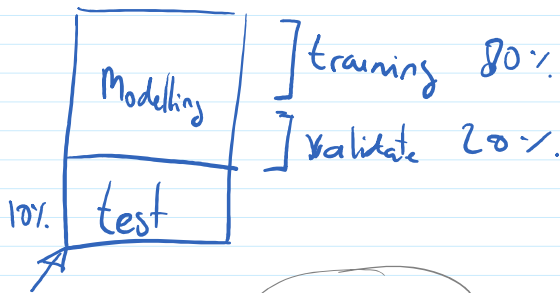 training 80%
Modelling
validate 20%.
10%. test